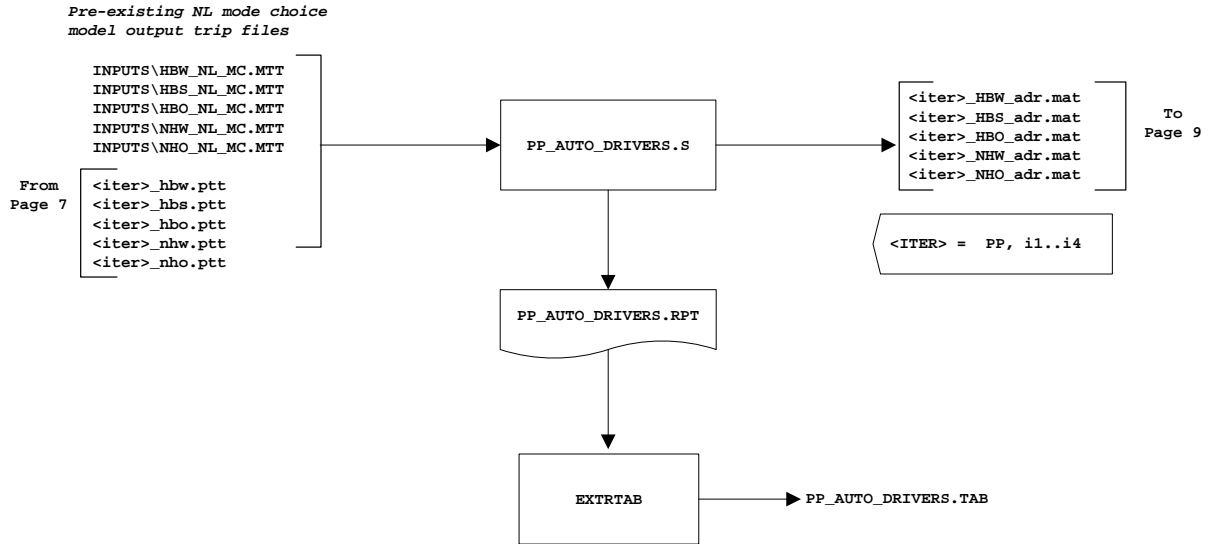 Pre-existing NL mode choice
model output trip files
INPUTS\HBW_NL_MC.MTT
INPUTS\HBS_NL_MC.MTT
INPUTS\HBO_NL_MC.MTT
INPUTS\NHW_NL_MC.MTT
INPUTS\NHO_NL_MC.MTT
From
Page 7
<iter>_hbw.ptt
<iter>_hbs.ptt
<iter>_hbo.ptt
<iter>_nhw.ptt
<iter>_nho.ptt
PP_AUTO_DRIVERS.S
<iter>_HBW_adr.mat
<iter>_HBS_adr.mat
<iter>_HBO_adr.mat
<iter>_NHW_adr.mat
<iter>_NHO_adr.mat
To
Page 9
<ITER> = PP, i1..i4
PP_AUTO_DRIVERS.RPT
EXTRTAB
PP_AUTO_DRIVERS.TAB